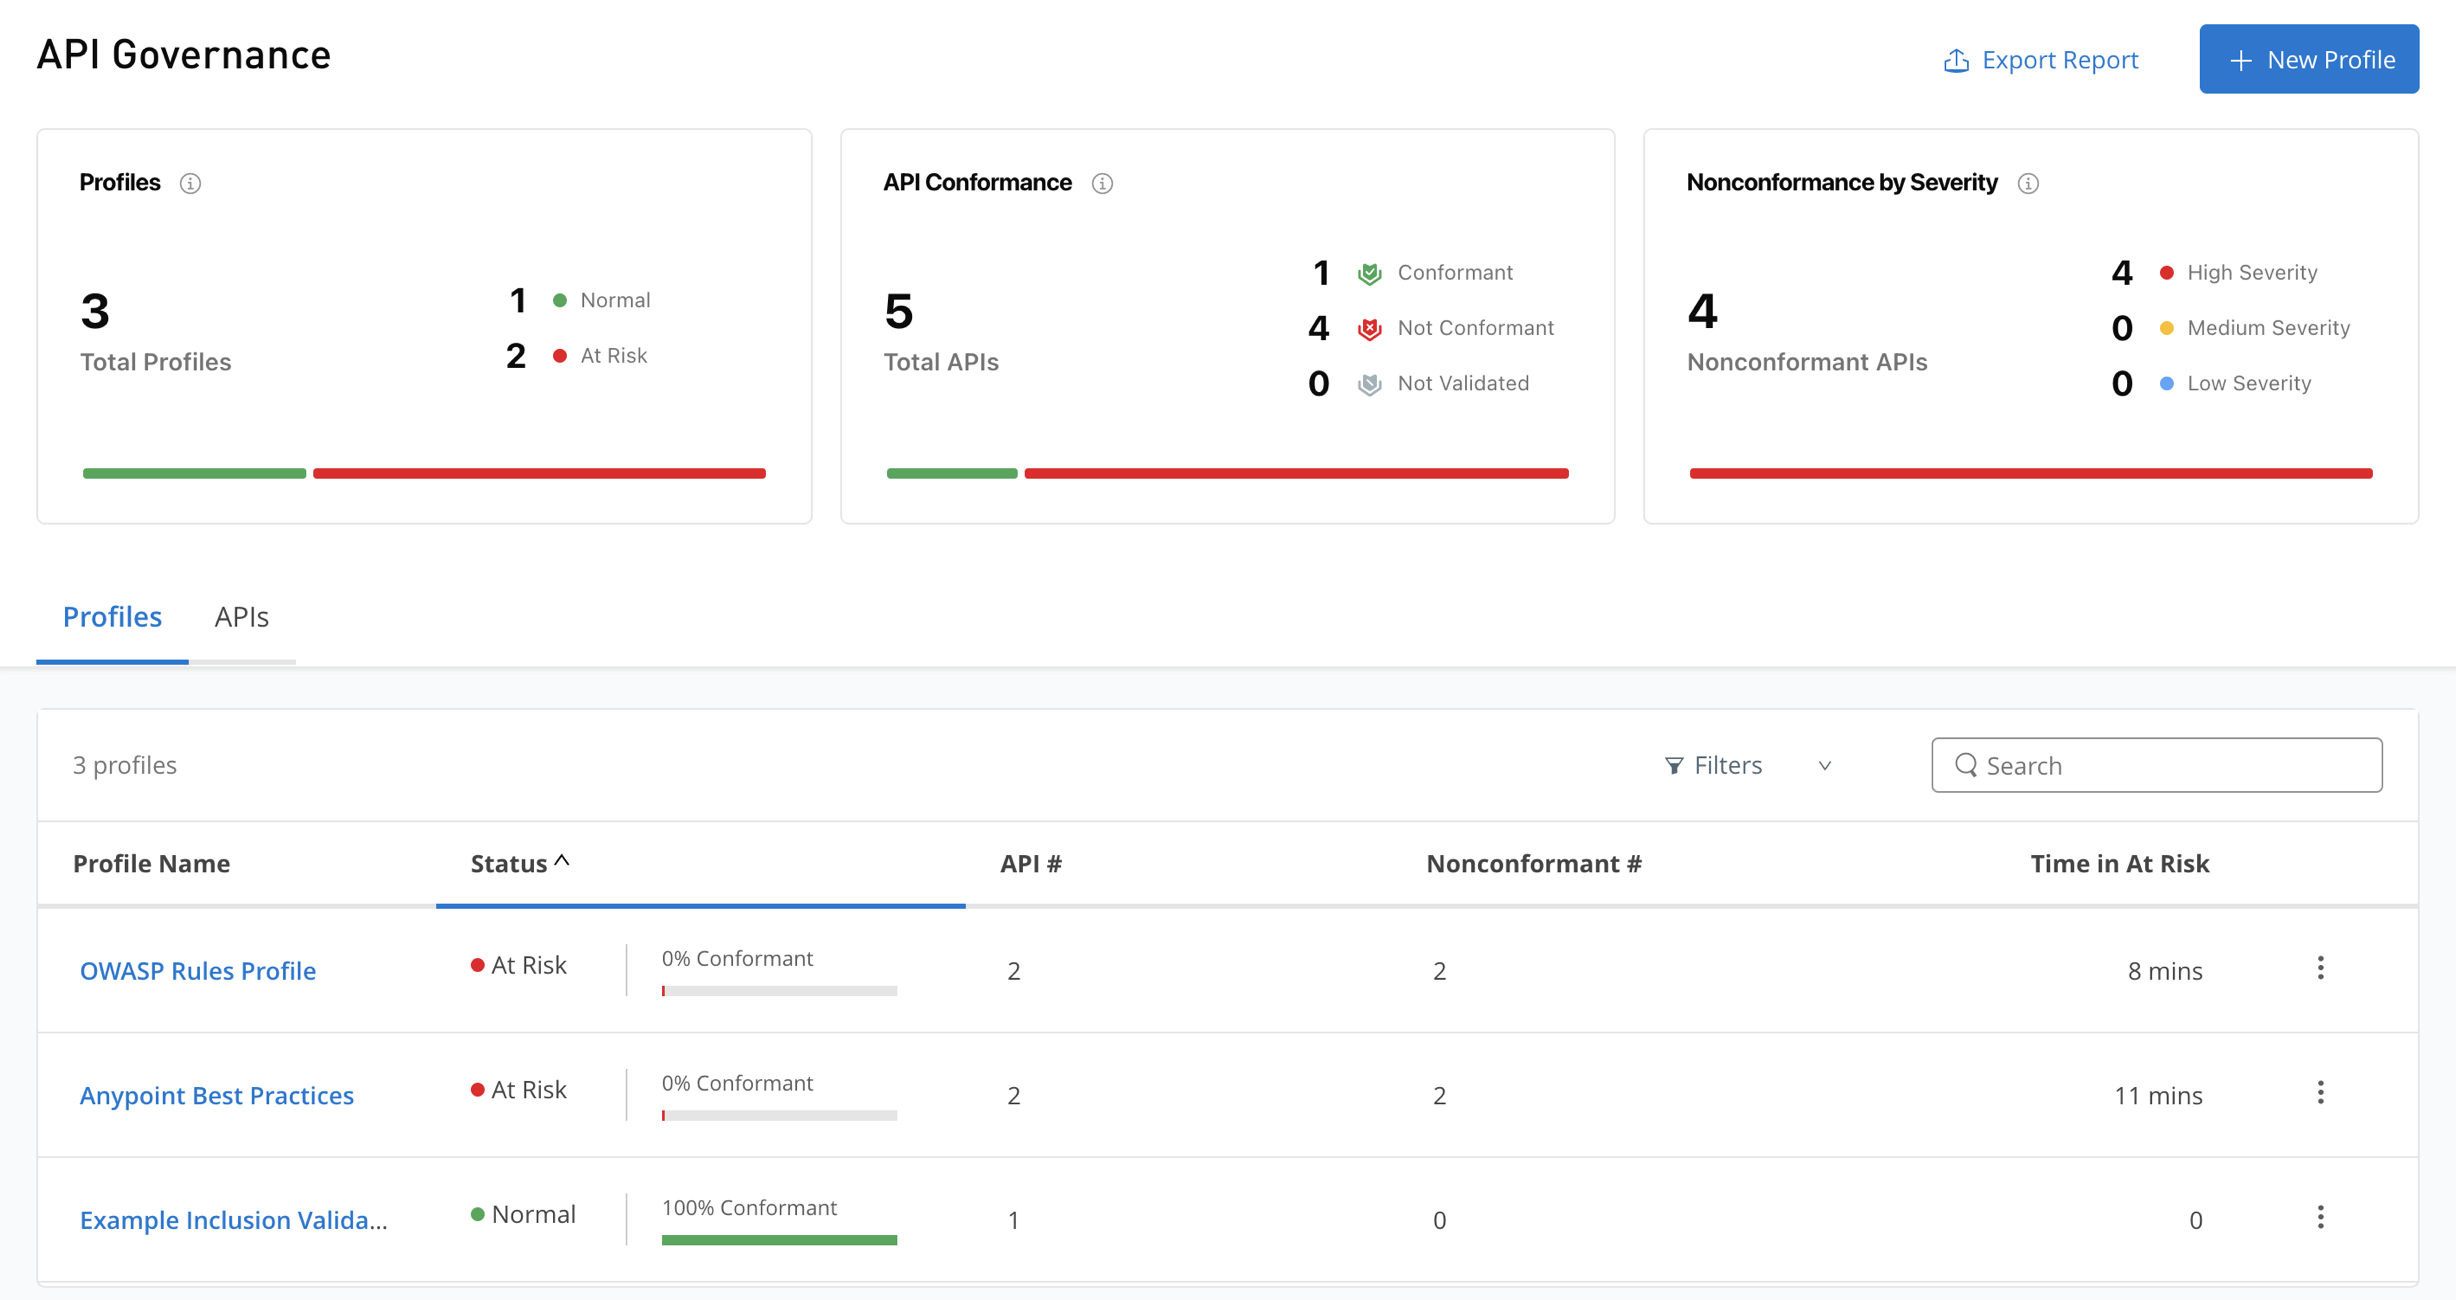 API Governance
Export Report
New Profile
Profiles
3
Total Profiles
1 Normal
2 At Risk
API Conformance
5
Total APIs
1 Conformant
4 Not Conformant
0 Not Validated
Nonconformance by Severity
4
Nonconformant APIs
4 High Severity
0 Medium Severity
0 Low Severity
Profiles APIs
3 profiles Filters Search
Profile Name Status API # Nonconformant # Time in At Risk
OWASP Rules Profile At Risk 0% Conformant 2 2 8 mins
Anypoint Best Practices At Risk 0% Conformant 2 2 11 mins
Example Inclusion Valida... Normal 100% Conformant 1 0 0